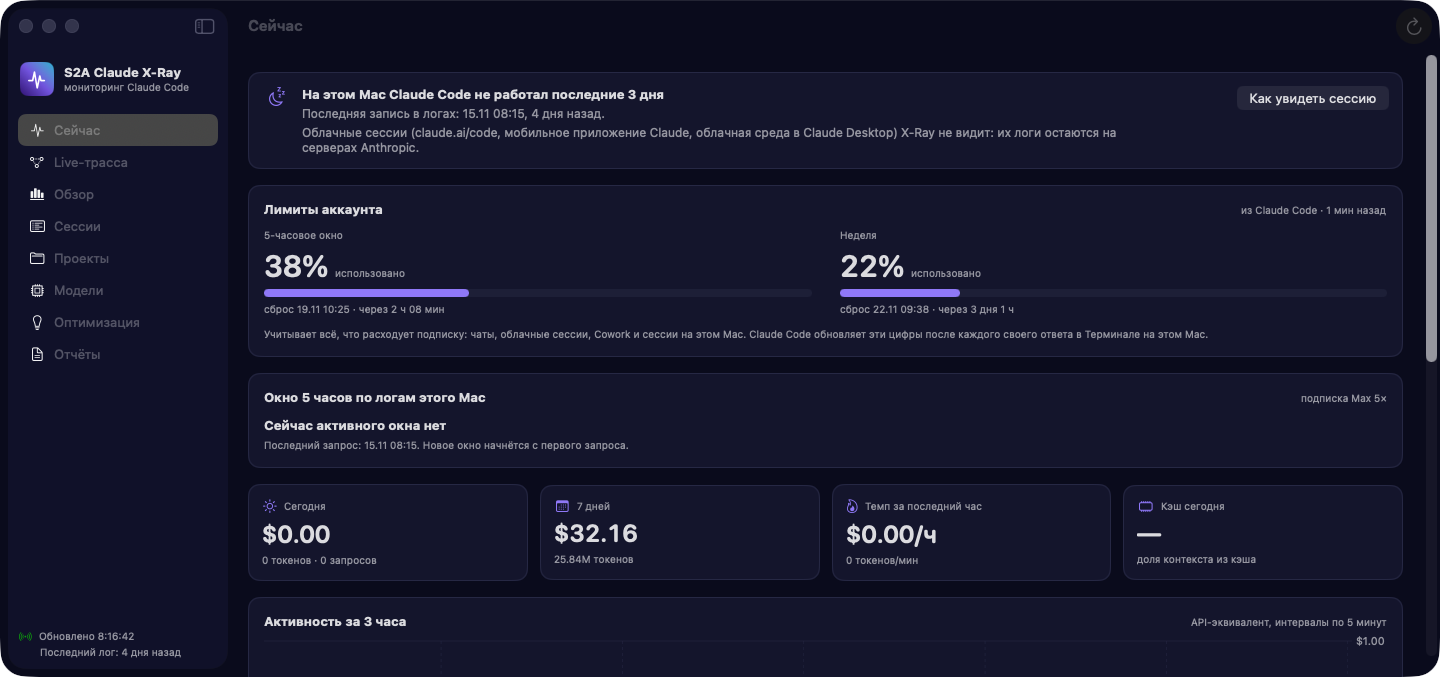 Сейчас
S2A Claude X-Ray
мониторинг Claude Code
Сейчас
Live-трасса
Обзор
Сессии
Проекты
Модели
Оптимизация
Отчёты
Обновлено 8:16:42
Последний лог: 4 дня назад
На этом Mac Claude Code не работал последние 3 дня
Последняя запись в логах: 15.11 08:15, 4 дня назад.
Облачные сессии (claude.ai/code, мобильное приложение Claude, облачная среда в Claude Desktop) X-Ray не видит: их логи остаются на
серверах Anthropic.
Как увидеть сессию
Лимиты аккаунта
из Claude Code · 1 мин назад
5-часовое окно
38% использовано
сброс 19.11 10:25 · через 2 ч 08 мин
Неделя
22% использовано
сброс 22.11 09:38 · через 3 дня 1 ч
Учитывает всё, что расходует подписку: чаты, облачные сессии, Cowork и сессии на этом Mac. Claude Code обновляет эти цифры после каждого своего ответа в Терминале на этом Mac.
Окно 5 часов по логам этого Mac
подписка Max 5×
Сейчас активного окна нет
Последний запрос: 15.11 08:15. Новое окно начнётся с первого запроса.
Сегодня
$0.00
0 токенов · 0 запросов
7 дней
$32.16
25.84M токенов
Темп за последний час
$0.00/ч
0 токенов/мин
Кэш сегодня
—
доля контекста из кэша
Активность за 3 часа
API-эквивалент, интервалы по 5 минут
$1.00